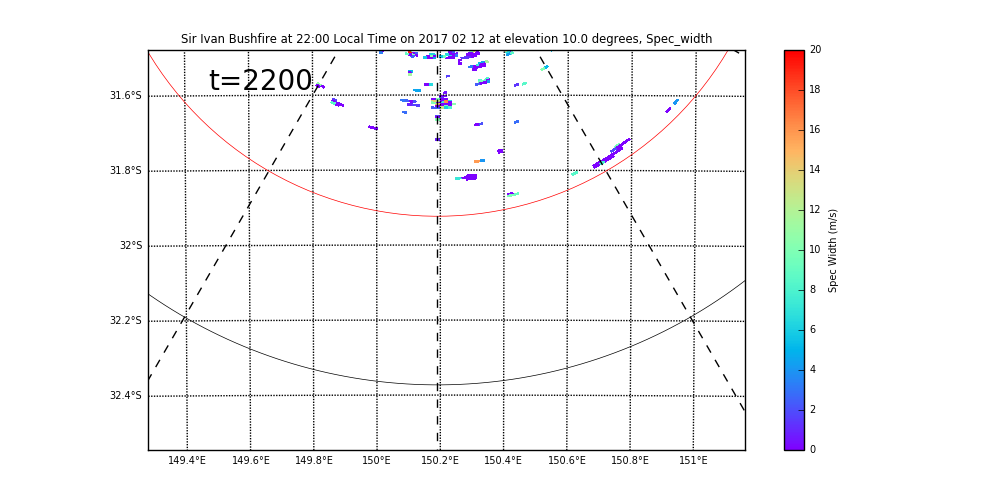 Sir Ivan Bushfire at 22:00 Local Time on 2017 02 12 at elevation 10.0 degrees, Spec_width
t=2200
31.6°S
31.8°S
32°S
32.2°S
32.4°S
149.4°E 149.6°E 149.8°E 150°E 150.2°E 150.4°E 150.6°E 150.8°E 151°E
20
18
16
14
12
10
8
6
4
2
0
Spec Width (m/s)